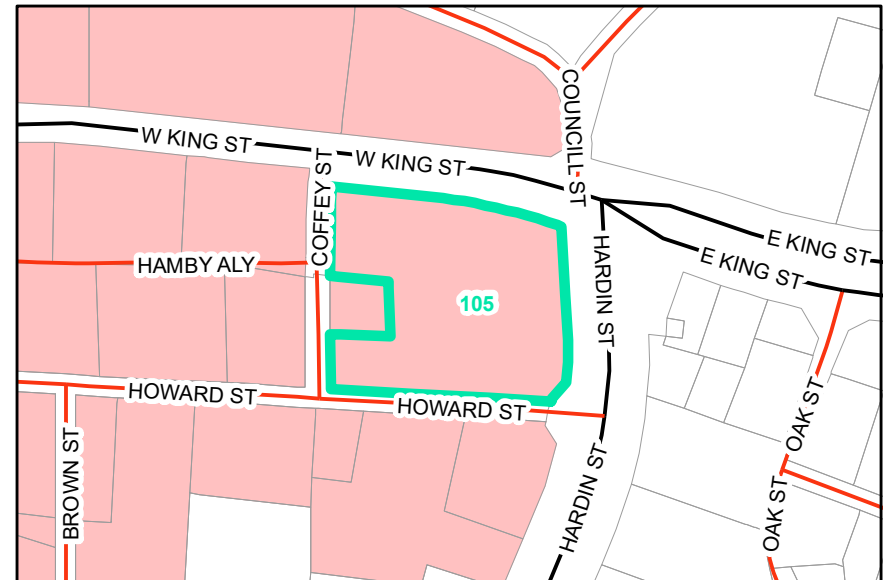 COUNCILL ST
W KING ST
W KING ST
COFFEY ST
E KING ST
E KING ST
HAMBY ALY
HARDIN ST
105
HOWARD ST
HOWARD ST
OAK ST
BROWN ST
HARDIN ST
OAK ST